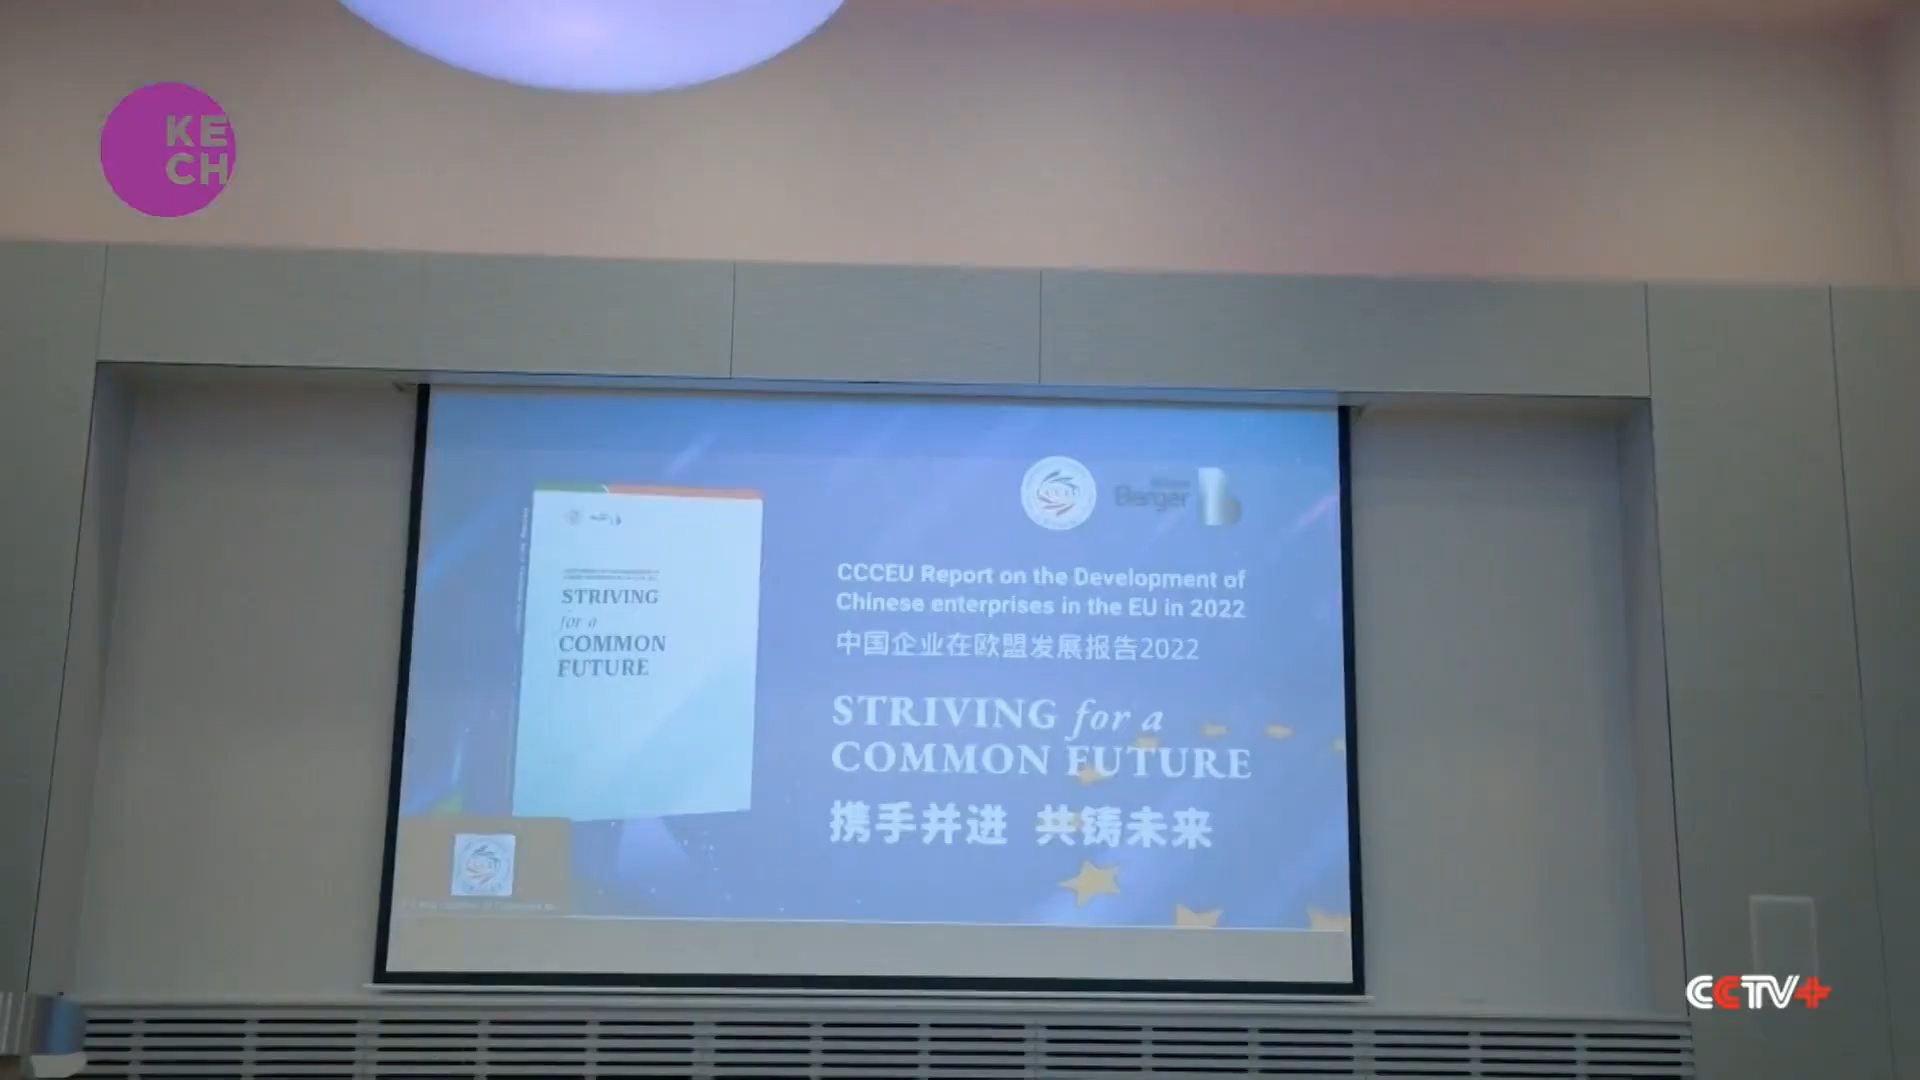 KE
CH
CCCEU
Berger
STRIVING
for a
COMMON
FUTURE
CCCEU Report on the Development of
Chinese enterprises in the EU in 2022
中国企业在欧盟发展报告2022
STRIVING for a
COMMON FUTURE
携手并进 共铸未来
CCTV+